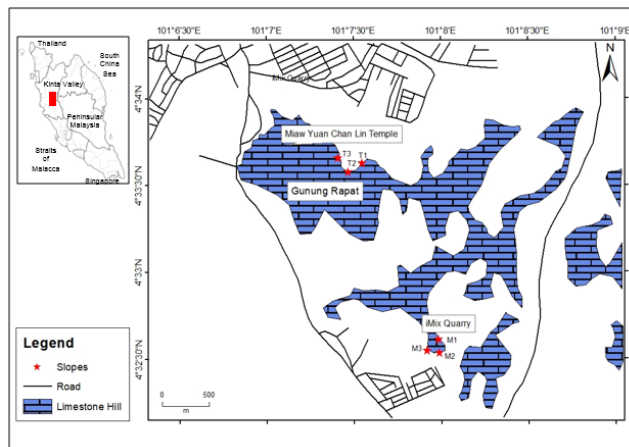 101°6'30"E 101°7'0"E 101°7'30"E 101°8'0"E 101°8'30"E 101°9'
Thailand
South
China
Sea
Kinta Valley
Peninsular
Malaysia
Straits
of
Malacca
Singapore
N
4°34'N
4°33'30"N
4°33'N
4°32'30"N
Miaw Yuan Chan Lin Temple
T3 T1
T2
Gunung Rapat
iMix Quarry
M1
M3 M2
Legend
Slopes
Road
Limestone Hill
0 500
m